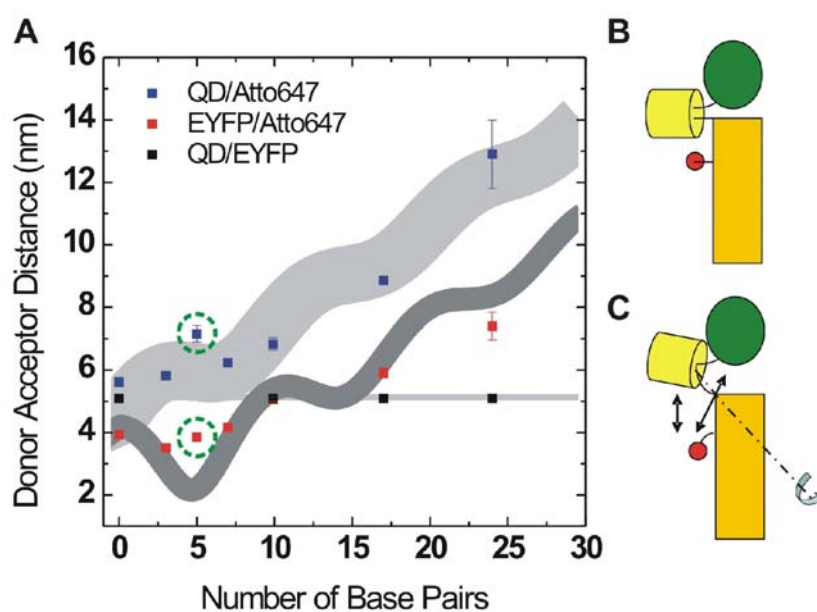 A
B
16
14
12
10
8
6
4
2
Donor Acceptor Distance (nm)
QD/Atto647
EYFP/Atto647
QD/EYFP
C
0 5 10 15 20 25 30
Number of Base Pairs